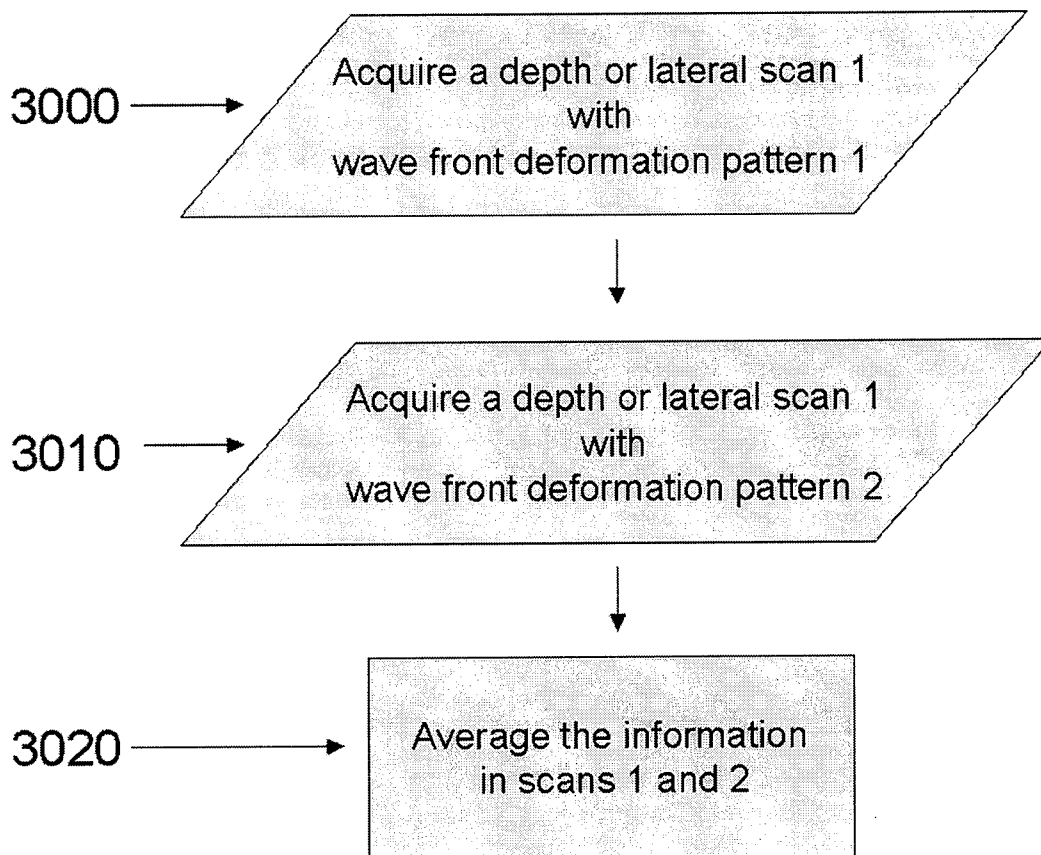 3000
Acquire a depth or lateral scan 1
with
wave front deformation pattern 1
3010
Acquire a depth or lateral scan 1
with
wave front deformation pattern 2
3020
Average the information
in scans 1 and 2